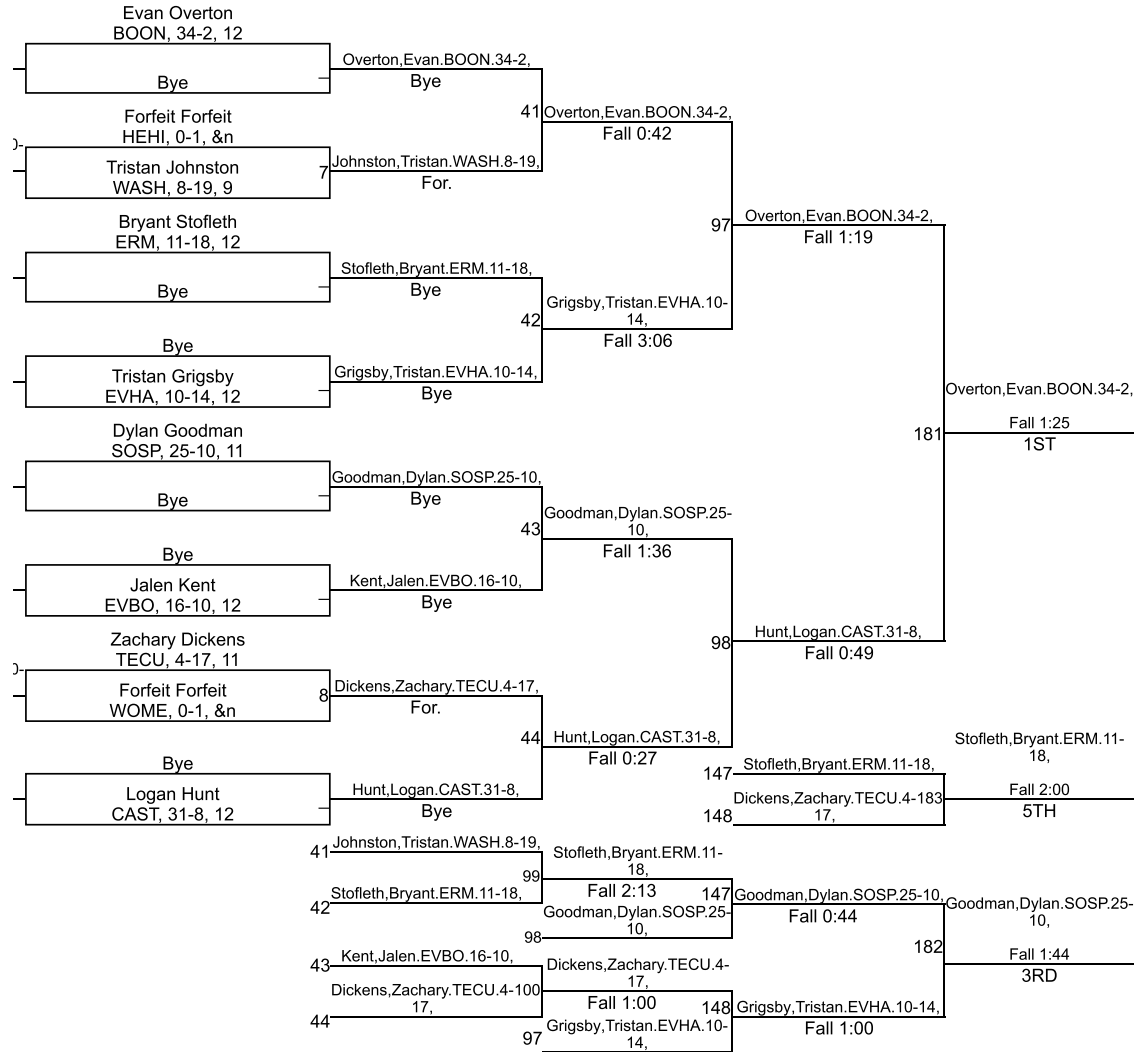 Evan Overton
BOON, 34-2, 12
Bye
Overton,Evan.BOON.34-2,
Bye
Forfeit Forfeit
HEHI, 0-1, &n
0-
Tristan Johnston
WASH, 8-19, 9
7
Johnston,Tristan.WASH.8-19,
For.
41
Overton,Evan.BOON.34-2,
Fall 0:42
Bryant Stofleth
ERM, 11-18, 12
Bye
Stofleth,Bryant.ERM.11-18,
Bye
Bye
Tristan Grigsby
EVHA, 10-14, 12
Grigsby,Tristan.EVHA.10-14,
Bye
42
Grigsby,Tristan.EVHA.10-
14,
Fall 3:06
97
Overton,Evan.BOON.34-2,
Fall 1:19
Dylan Goodman
SOSP, 25-10, 11
Bye
Goodman,Dylan.SOSP.25-10,
Bye
Bye
Jalen Kent
EVBO, 16-10, 12
Kent,Jalen.EVBO.16-10,
Bye
43
Goodman,Dylan.SOSP.25-
10,
Fall 1:36
Zachary Dickens
TECU, 4-17, 11
0-
Forfeit Forfeit
WOME, 0-1, &n
8
Dickens,Zachary.TECU.4-17,
For.
Bye
Logan Hunt
CAST, 31-8, 12
Hunt,Logan.CAST.31-8,
Bye
44
Hunt,Logan.CAST.31-8,
Fall 0:27
98
Hunt,Logan.CAST.31-8,
Fall 0:49
181
Overton,Evan.BOON.34-2,
Fall 1:25
1ST
147
Stofleth,Bryant.ERM.11-18,
148
Dickens,Zachary.TECU.4-183
17,
Stofleth,Bryant.ERM.11-
18,
Fall 2:00
5TH
41
Johnston,Tristan.WASH.8-19,
42
Stofleth,Bryant.ERM.11-18,
99
Stofleth,Bryant.ERM.11-
18,
Fall 2:13
98
Goodman,Dylan.SOSP.25-
10,
147
Goodman,Dylan.SOSP.25-10,
Fall 0:44
43
Kent,Jalen.EVBO.16-10,
44
Dickens,Zachary.TECU.4-100
17,
Dickens,Zachary.TECU.4-
17,
Fall 1:00
97
Grigsby,Tristan.EVHA.10-
14,
148
Grigsby,Tristan.EVHA.10-14,
Fall 1:00
182
Goodman,Dylan.SOSP.25-
10,
Fall 1:44
3RD